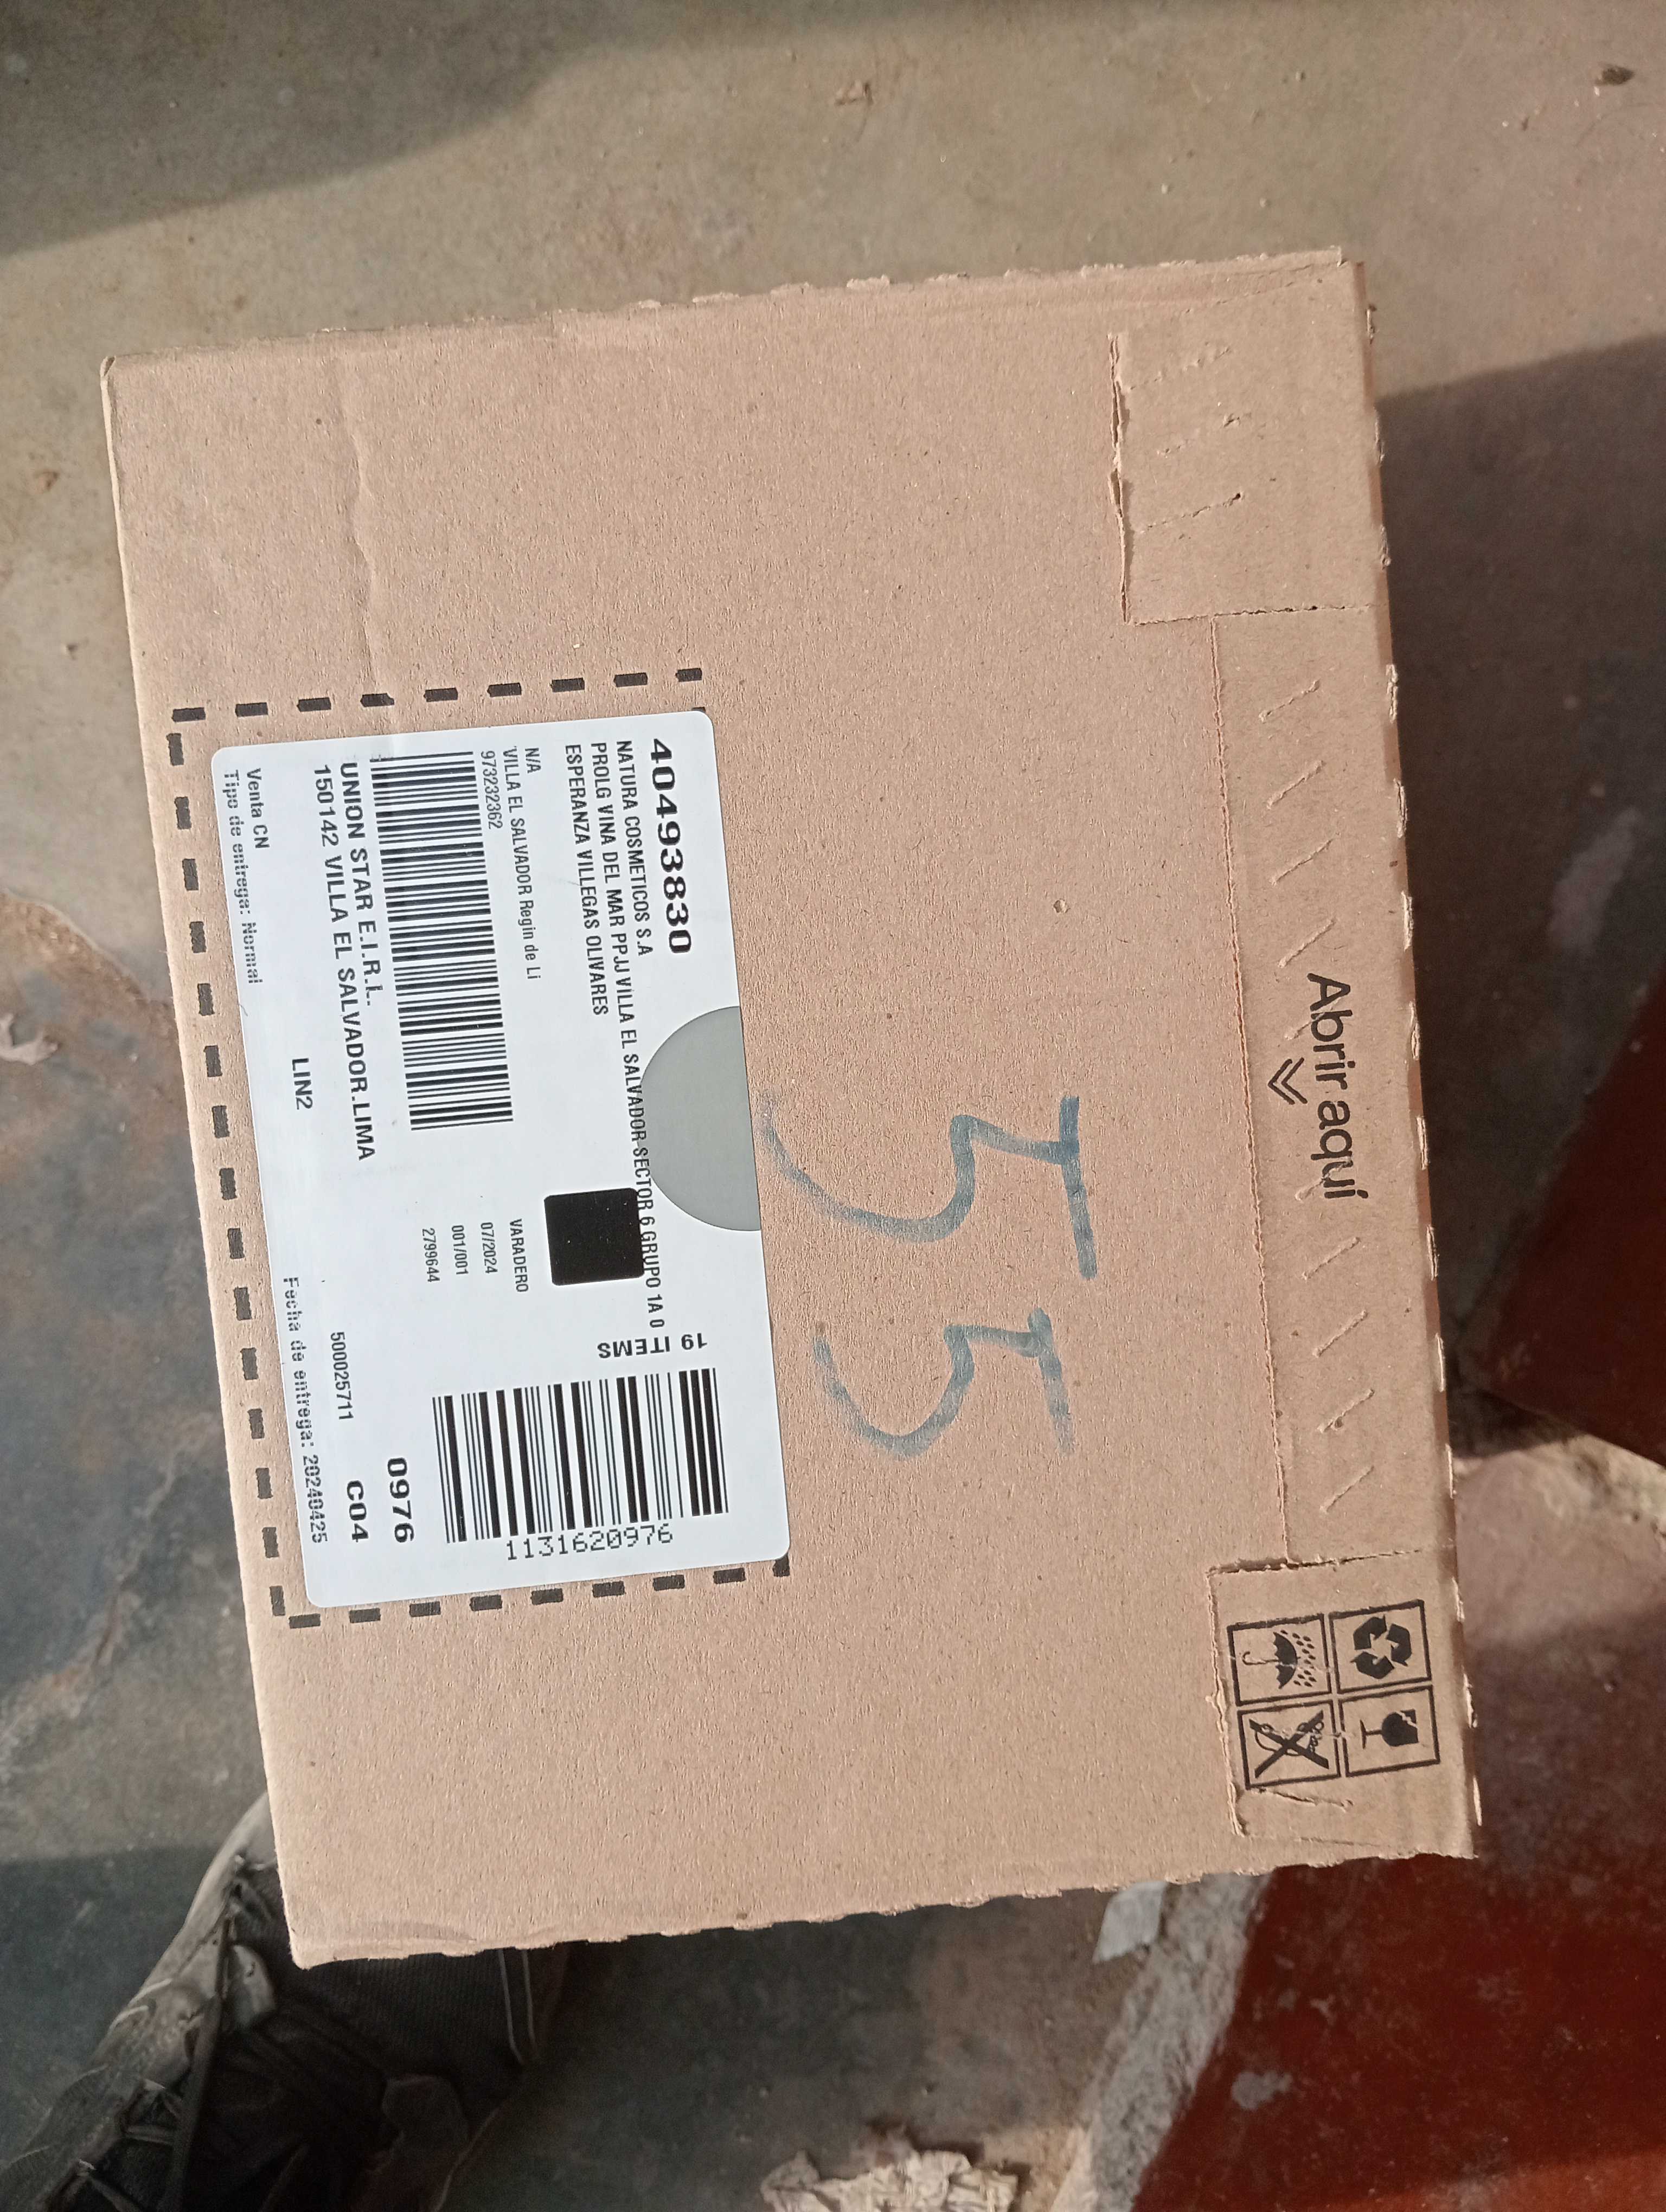 40493830
NATURA COSMETICOS S.A
PROLG VINA DEL MAR PPJJ VILLA EL SALVADOR SECTOR 6 GRUPO 1A 0
ESPERANZA VILLEGAS OLIVARES
N/A
VILLA EL SALVADOR Regin de Li
973232362
VARADERO
07/2024
001/001
2799644
19 ITEMS
1131620976
UNION STAR E.I.R.L.
150142 VILLA EL SALVADOR.LIMA
0976
C04
500025711
LIN2
Venta CN
Tipo de entrega: Normal
Fecha de entrega: 20240425
55
Abrir aquí